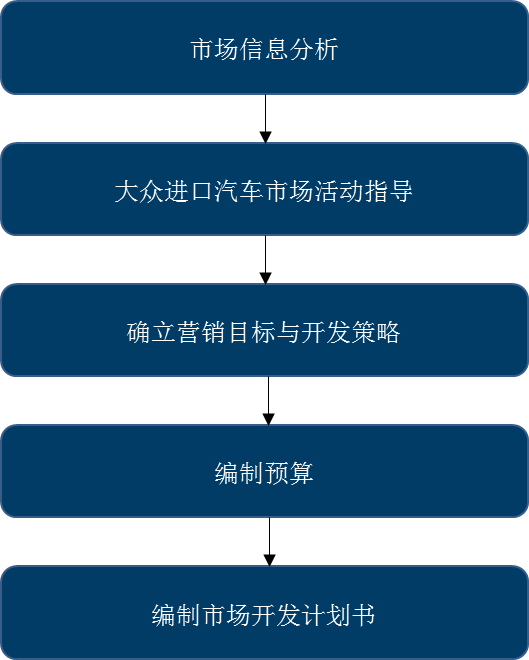 市场信息分析
大众进口汽车市场活动指导
确立营销目标与开发策略
编制预算
编制市场开发计划书